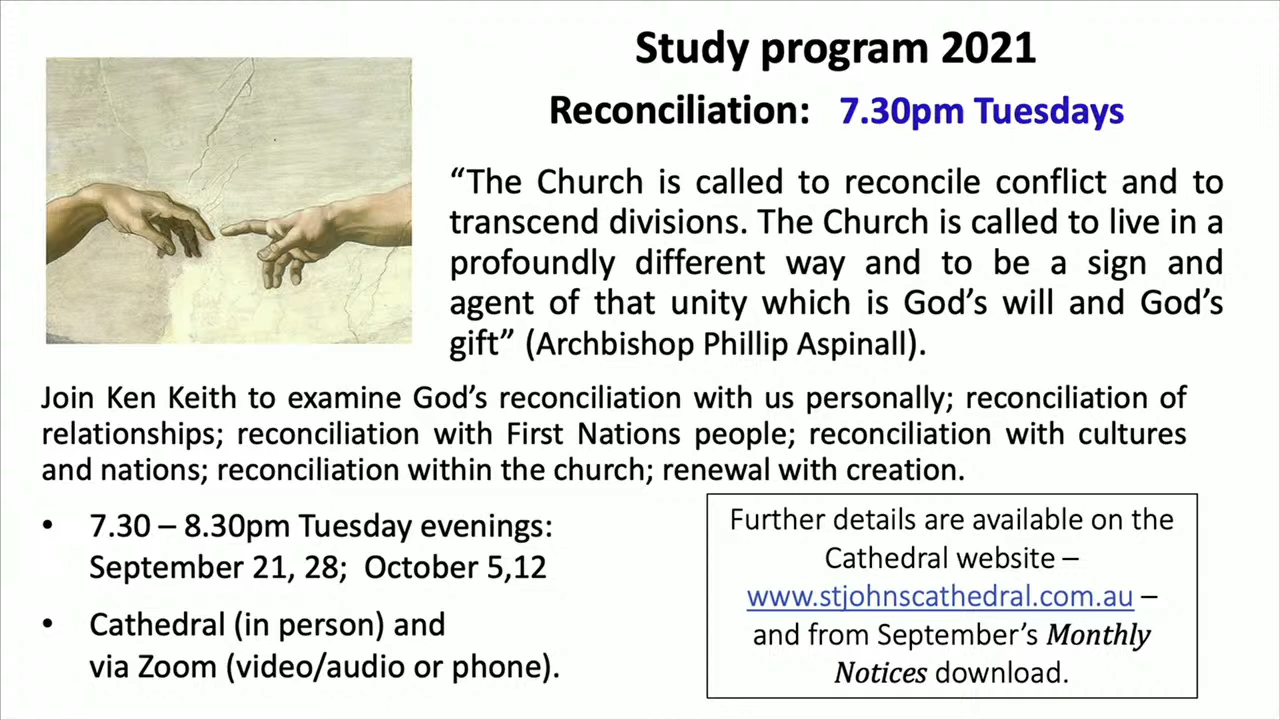 Study program 2021
Reconciliation: 7.30pm Tuesdays
“The Church is called to reconcile conflict and to
transcend divisions. The Church is called to live in a
profoundly different way and to be a sign and
agent of that unity which is God’s will and God’s
gift” (Archbishop Phillip Aspinall).
Join Ken Keith to examine God’s reconciliation with us personally; reconciliation of
relationships; reconciliation with First Nations people; reconciliation with cultures
and nations; reconciliation within the church; renewal with creation.
• 7.30 – 8.30pm Tuesday evenings:
September 21, 28; October 5,12
• Cathedral (in person) and
via Zoom (video/audio or phone).
Further details are available on the
Cathedral website –
www.stjohnscathedral.com.au –
and from September’s Monthly
Notices download.